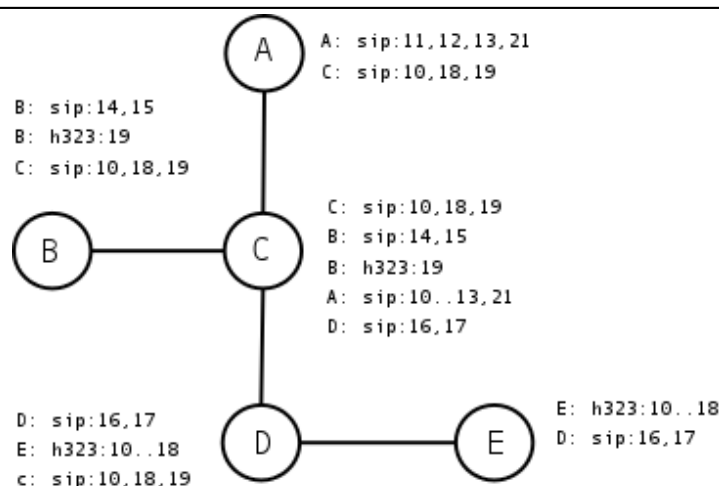 A
A: sip:11,12,13,21
C: sip:10,18,19
B: sip:14,15
B: h323:19
C: sip:10,18,19
B
C
C: sip:10,18,19
B: sip:14,15
B: h323:19
A: sip:10..13,21
D: sip:16,17
D: sip:16,17
E: h323:10..18
c: sip:10,18,19
D
E
E: h323:10..18
D: sip:16,17